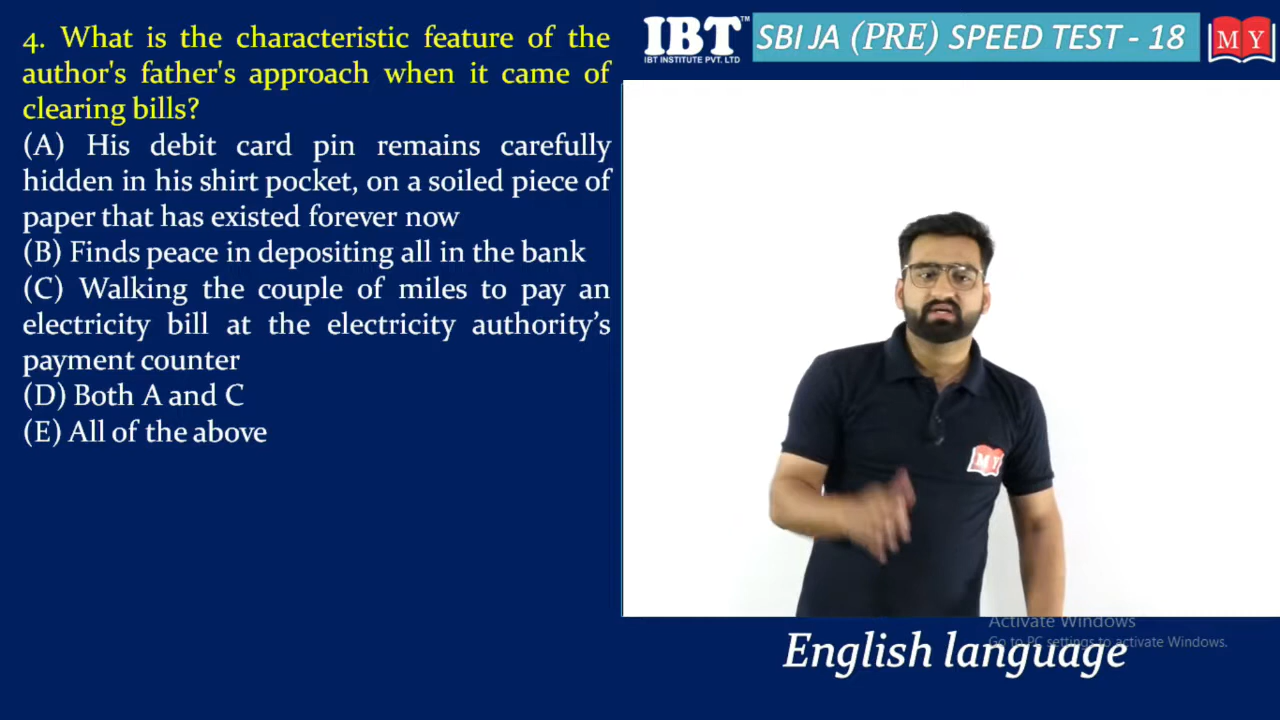 4. What is the characteristic feature of the
author's father's approach when it came of
clearing bills?
(A) His debit card pin remains carefully
hidden in his shirt pocket, on a soiled piece of
paper that has existed forever now
(B) Finds peace in depositing all in the bank
(C) Walking the couple of miles to pay an
electricity bill at the electricity authority's
payment counter
(D) Both A and C
(E) All of the above
IBT™
IBT INSTITUTE PVT. LTD
SBI JA (PRE) SPEED TEST - 18
M Y
M Y
Activate Windows
Go to PC settings to activate Windows.
English language